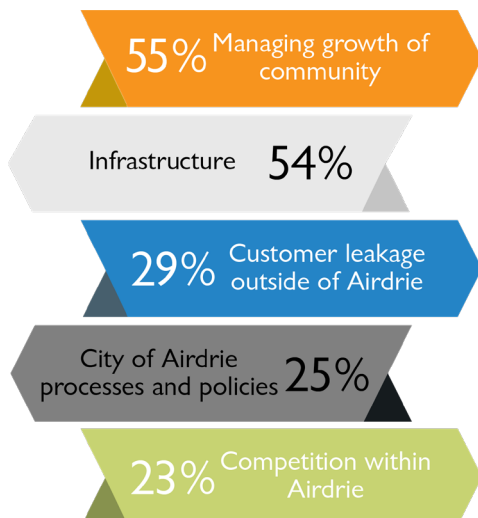 55% Managing growth of
community
Infrastructure 54%
29% Customer leakage
outside of Airdrie
City of Airdrie
processes and policies 25%
23% Competition within
Airdrie